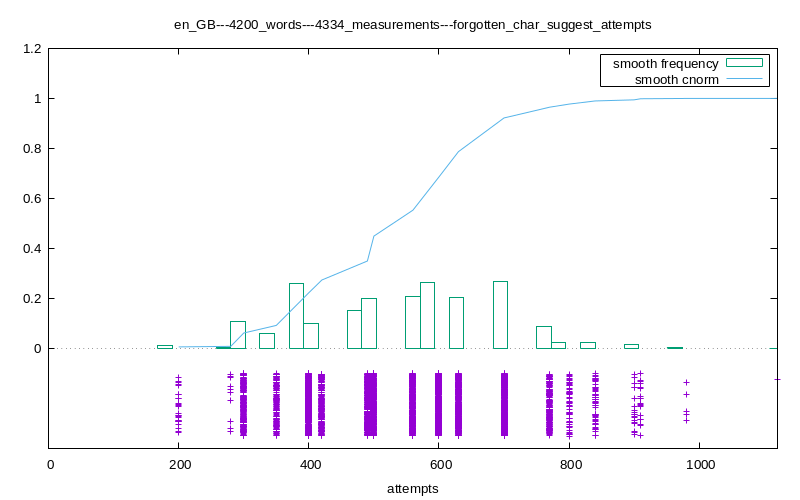 en_GB---4200_words---4334_measurements---forgotten_char_suggest_attempts
1.2
smooth frequency
smooth cnorm
1
0.8
0.6
0.4
0.2
0
0 200 400 600 800 1000
attempts